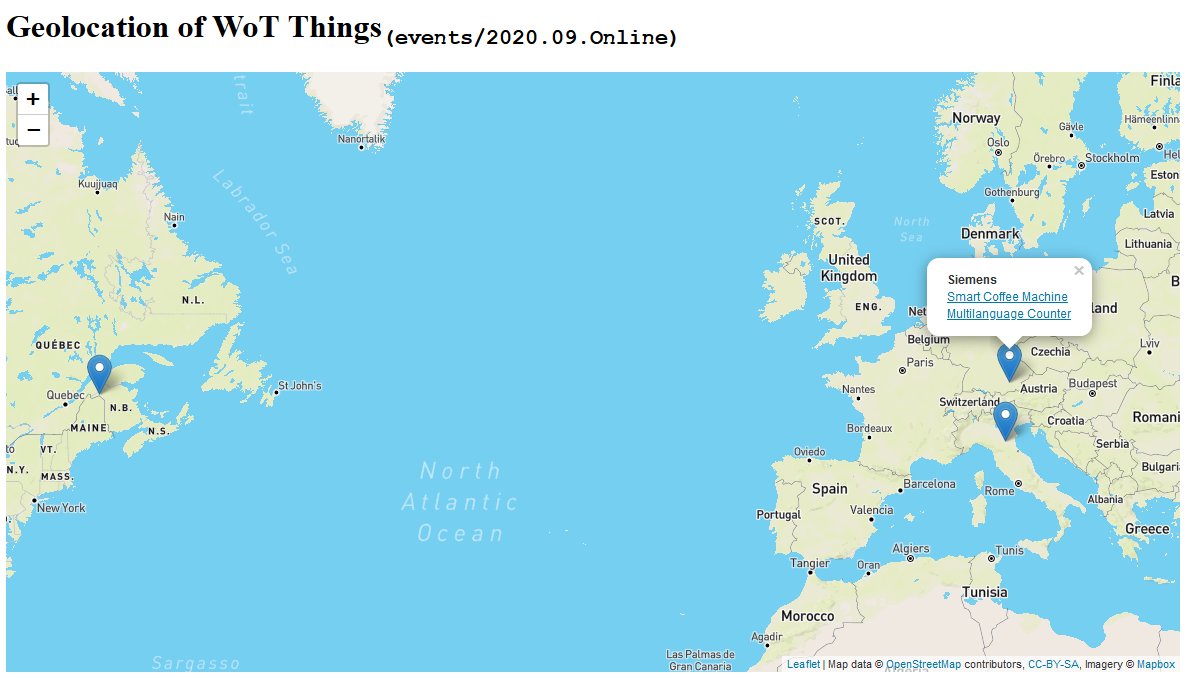 Geolocation of WoT Things (events/2020.09.Online)
+
−
trait
Finla
Nanortalik
Norway
Gävle
Hämeenlinna
Oslo
Örebro
Stockholm
Hel
Kuujjuaq
Labrador Sea
Gothenburg
Eston
Nain
SCOT.
North
Sea
Latvia
Denmark
Lithuania
United
Kingdom
×
Siemens
Smart Coffee Machine
Multilanguage Counter
N.L.
ENG.
Net
land
B
QUÉBEC
Belgium
Czechia
Lviv
Paris
Quebec
St John's
Nantes
Austria
Budapest
N.B.
Switzerland
MAINE
N.S.
Bordeaux
Croatia
Romani
to
VT.
Oviedo
Serbia
N.Y.
MASS.
North
Atlantic
Ocean
Spain
Barcelona
Rome
Bulgari
Albania
New York
Portugal
Valencia
Greece
Algiers
Tunis
Tangier
Oran
Tunisia
Morocco
Agadir
Las Palmas de
Gran Canaria
Sargasso
Algeria
Leaflet | Map data © OpenStreetMap contributors, CC-BY-SA, Imagery © Mapbox